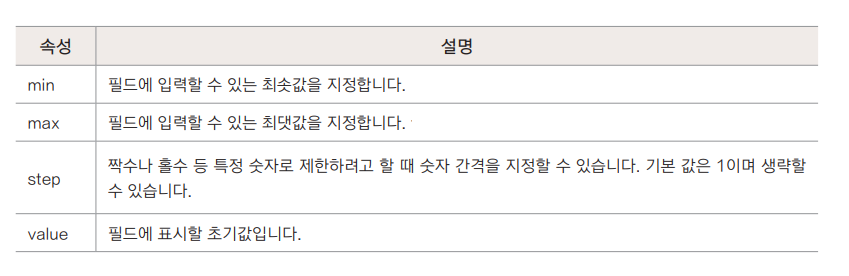 속성 설명
min 필드에 입력할 수 있는 최솟값을 지정합니다.
max 필드에 입력할 수 있는 최댓값을 지정합니다.
step 짝수나 홀수 등 특정 숫자로 제한하려고 할 때 숫자 간격을 지정할 수 있습니다. 기본 값은 1이며 생략할
수 있습니다.
value 필드에 표시할 초기값입니다.